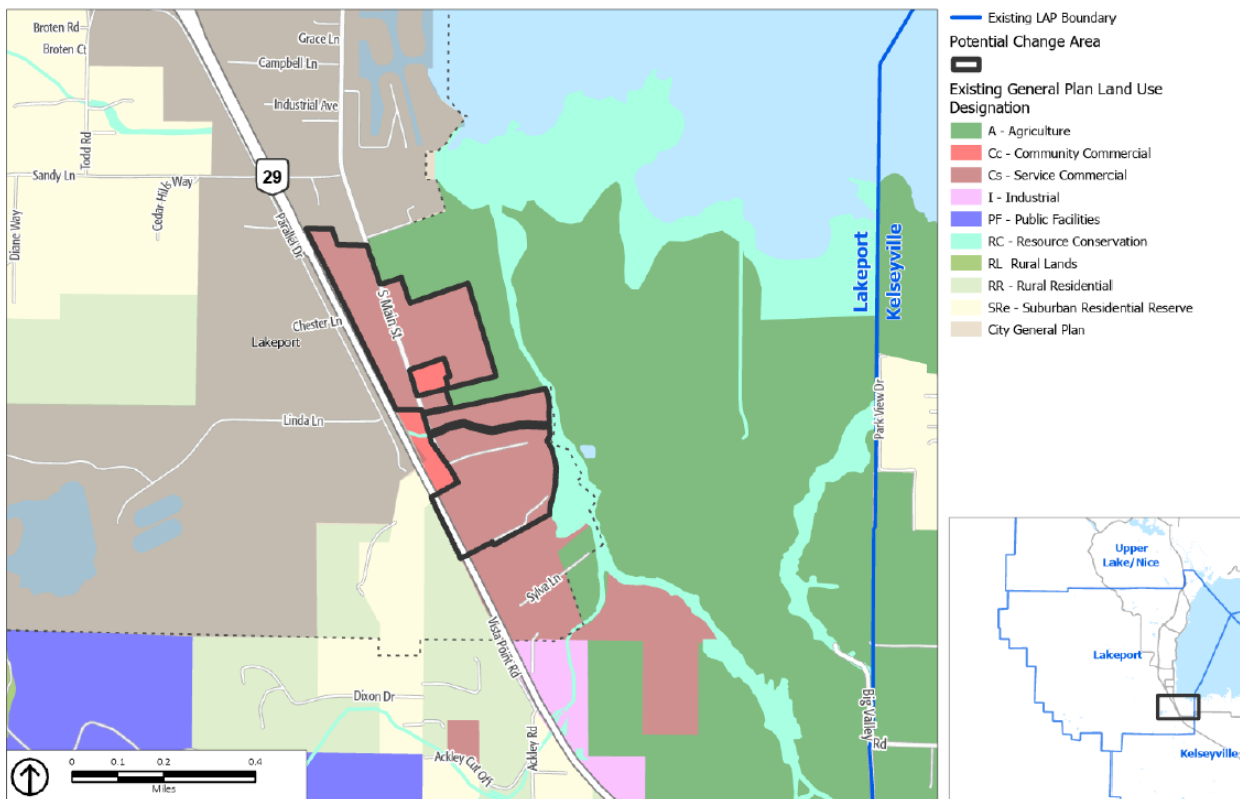 Broten Rd
Broten Ct
Grace Ln
Campbell Ln
Industrial Ave
Todd Rd
Sandy Ln
Cedar Hills Way
Diane Way
29
Parallel Dr
S Main St
Chester Ln
Lakeport
Linda Ln
Lakeport
Kelseyville
Park View Dr
Sylva Ln
Vista Point Rd
Dixon Dr
Ackley Rd
Ackley Cut Off
Big Valley
Rd
0 0.1 0.2 0.4
Miles
Existing LAP Boundary
Potential Change Area
Existing General Plan Land Use
Designation
A - Agriculture
Cc - Community Commercial
Cs - Service Commercial
I - Industrial
PF - Public Facilities
RC - Resource Conservation
RL Rural Lands
RR - Rural Residential
SRe - Suburban Residential Reserve
City General Plan
Upper
Lake/Nice
Lakeport
Kelseyville